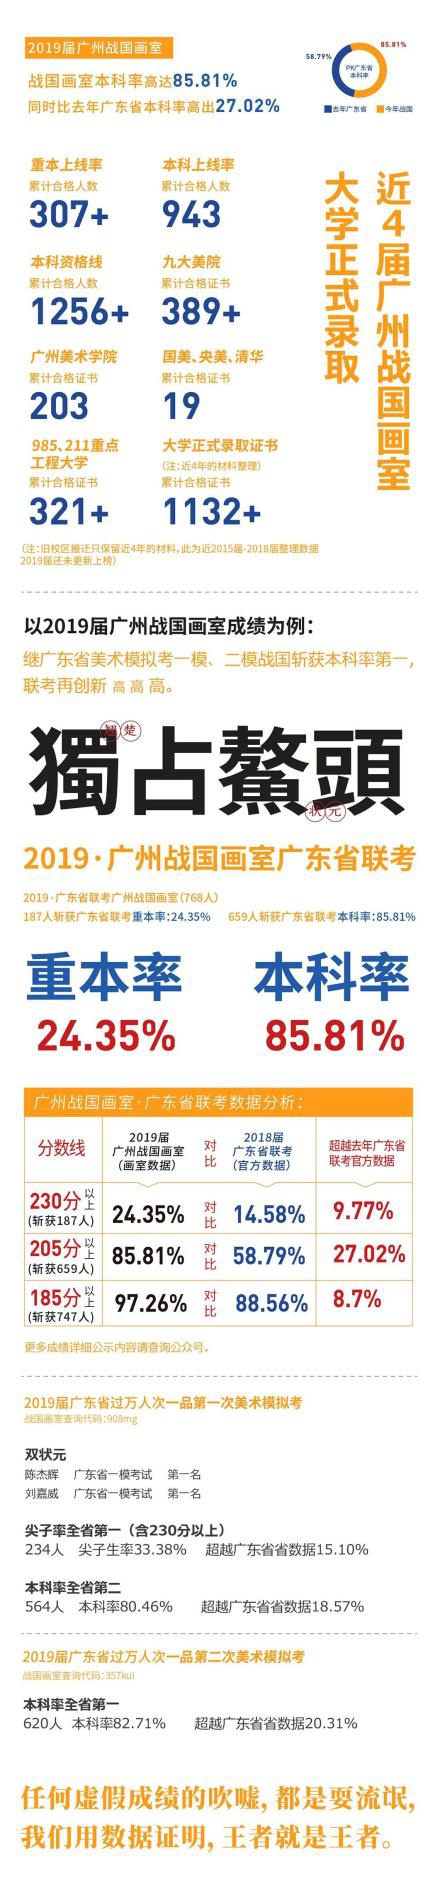 2019届广州战国画室
战国画室本科率高达85.81%
同时比去年广东省本科率高出27.02%
85.81%
58.79%
PK广东省
本科率
去年广东省 今年战国
近4届广州战国画室
大学正式录取
重本上线率
累计合格人数
307+
本科上线率
累计合格人数
943
本科资格线
累计合格人数
1256+
九大美院
累计合格证书
389+
广州美术学院
累计合格证书
203
国美、央美、清华
累计合格证书
19
985、211重点
工程大学
累计合格证书
321+
大学正式录取证书
(注:近4年的材料整理)
累计合格证书
1132+
(注:旧校区搬迁只保留近4年的材料,此为近2015届-2018届整理数据
2019届还未更新上榜)
以2019届广州战国画室成绩为例:
继广东省美术模拟考一模、二模战国斩获本科率第一,
联考再创新 高 高 高。
翘楚
獨占鰲頭
状元
2019·广州战国画室广东省联考
2019·广东省联考广州战国画室(768人)
187人斩获广东省联考重本率:24.35% 659人斩获广东省联考本科率:85.81%
重本率 本科率
24.35% 85.81%
广州战国画室·广东省联考数据分析:
分数线
2019届
广州战国画室
(画室数据)
对比
2018届
广东省联考
(官方数据)
超越去年广东省
联考官方数据
230分以上
(斩获187人)
24.35% 对比 14.58% 9.77%
205分以上
(斩获659人)
85.81% 对比 58.79% 27.02%
185分以上
(斩获747人)
97.26% 对比 88.56% 8.7%
更多成绩详细公示内容请查询公众号。
2019届广东省过万人次一品第一次美术模拟考
战国画室查询代码:908mg
双状元
陈杰辉 广东省一模考试 第一名
刘嘉威 广东省一模考试 第一名
尖子率全省第一(含230分以上)
234人 尖子生率33.38% 超越广东省省数据15.10%
本科率全省第二
564人 本科率80.46% 超越广东省省数据18.57%
2019届广东省过万人次一品第二次美术模拟考
战国画室查询代码:357kui
本科率全省第一
620人 本科率82.71% 超越广东省省数据20.31%
任何虚假成绩的吹嘘,都是耍流氓,
我们用数据证明,王者就是王者。